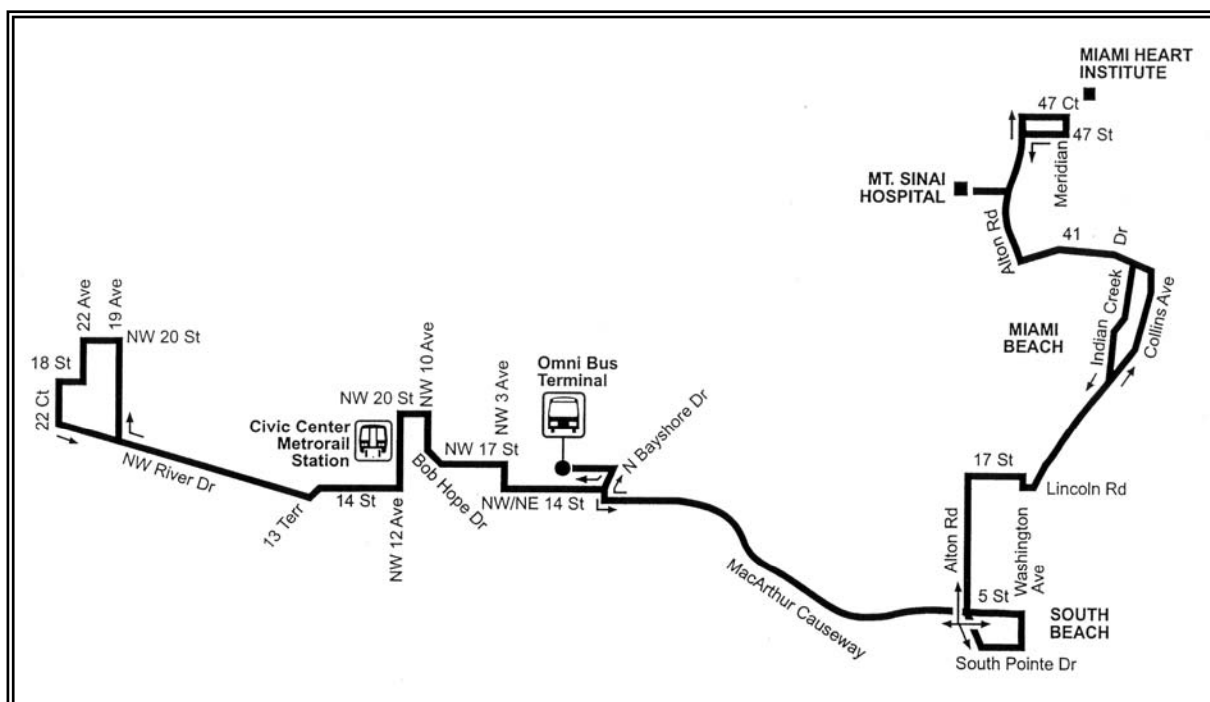 MIAMI HEART
INSTITUTE
47 Ct
47 St
Meridian
MT. SINAI
HOSPITAL
Alton Rd
41
Indian Creek Dr
Collins Ave
MIAMI
BEACH
22 Ave
19 Ave
NW 20 St
18 St
22 Ct
NW River Dr
13 Terr
14 St
Civic Center
Metrorail
Station
NW 20 St
NW 10 Ave
NW 12 Ave
Bob Hope Dr
NW 17 St
NW 3 Ave
Omni Bus
Terminal
N Bayshore Dr
NW/NE 14 St
MacArthur Causeway
17 St
Lincoln Rd
Alton Rd
Washington
Ave
5 St
SOUTH
BEACH
South Pointe Dr